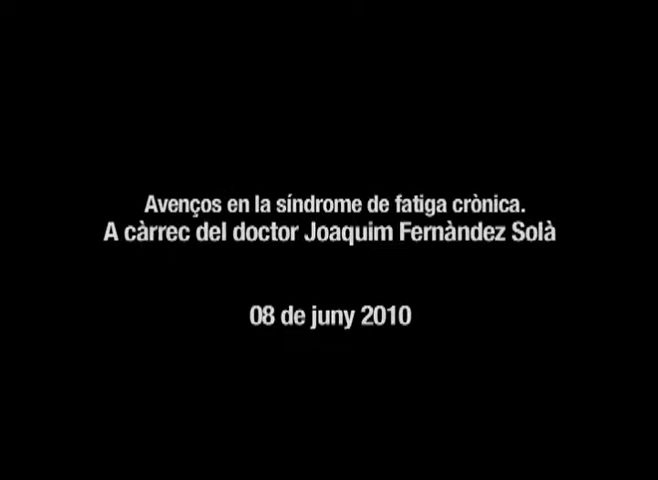 Avenços en la síndrome de fatiga crònica.
A càrrec del doctor Joaquim Fernàndez Solà
08 de juny 2010